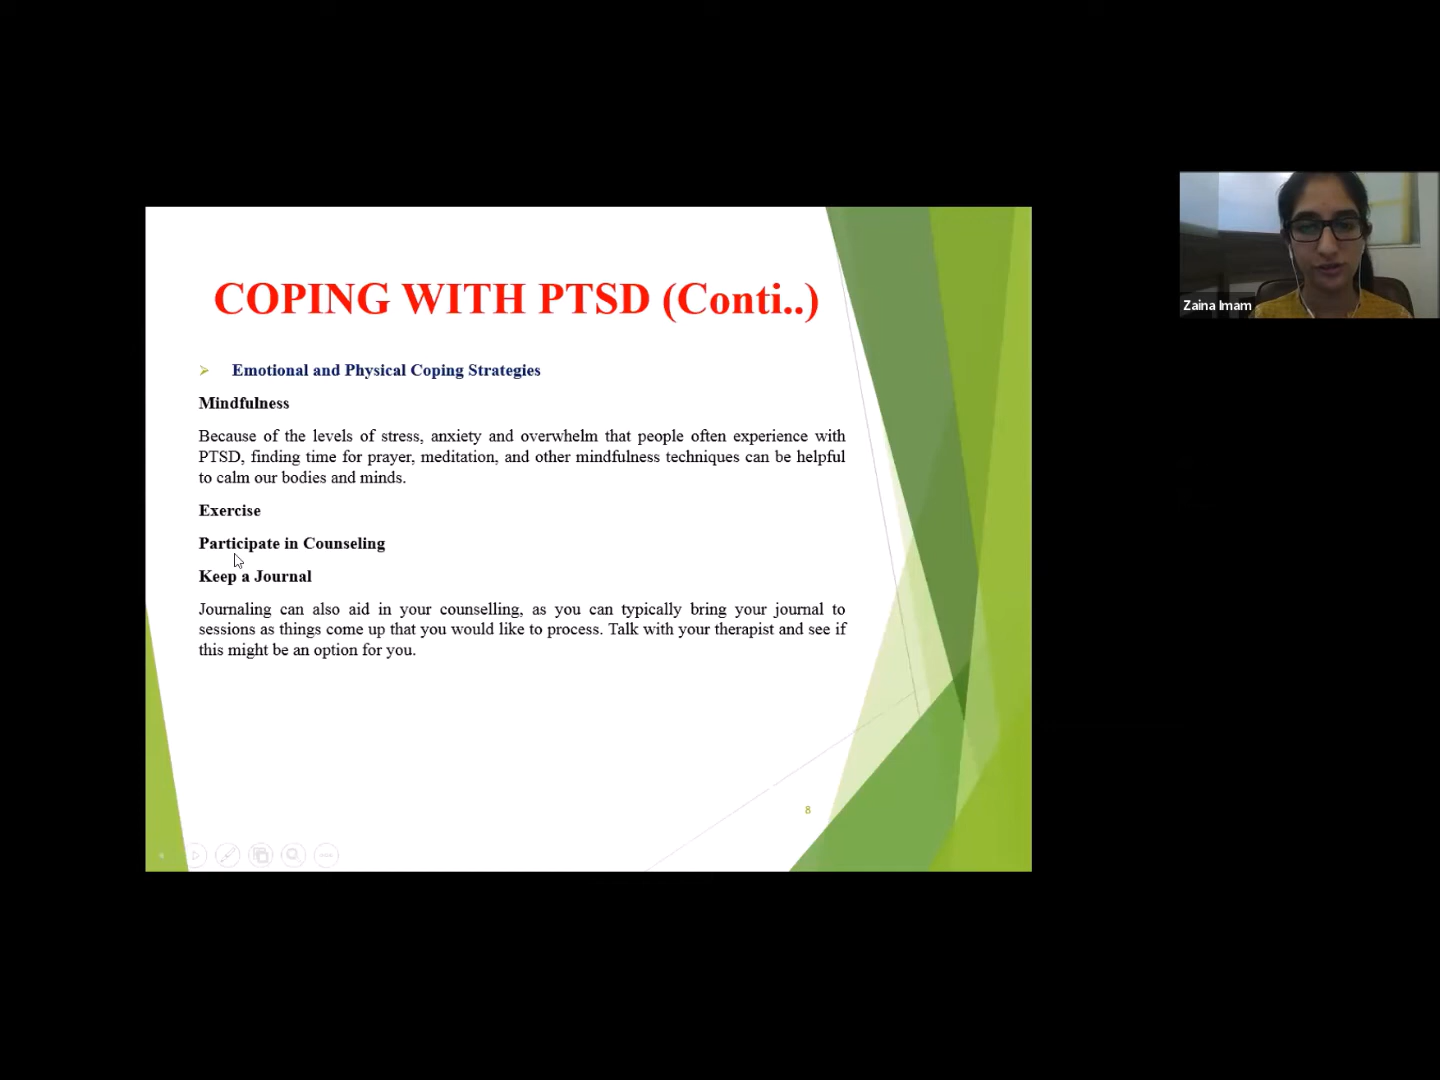 COPING WITH PTSD (Conti..)
Emotional and Physical Coping Strategies
Mindfulness
Because of the levels of stress, anxiety and overwhelm that people often experience with
PTSD, finding time for prayer, meditation, and other mindfulness techniques can be helpful
to calm our bodies and minds.
Exercise
Participate in Counseling
Keep a Journal
Journaling can also aid in your counselling, as you can typically bring your journal to
sessions as things come up that you would like to process. Talk with your therapist and see if
this might be an option for you.
8
Zaina Imam